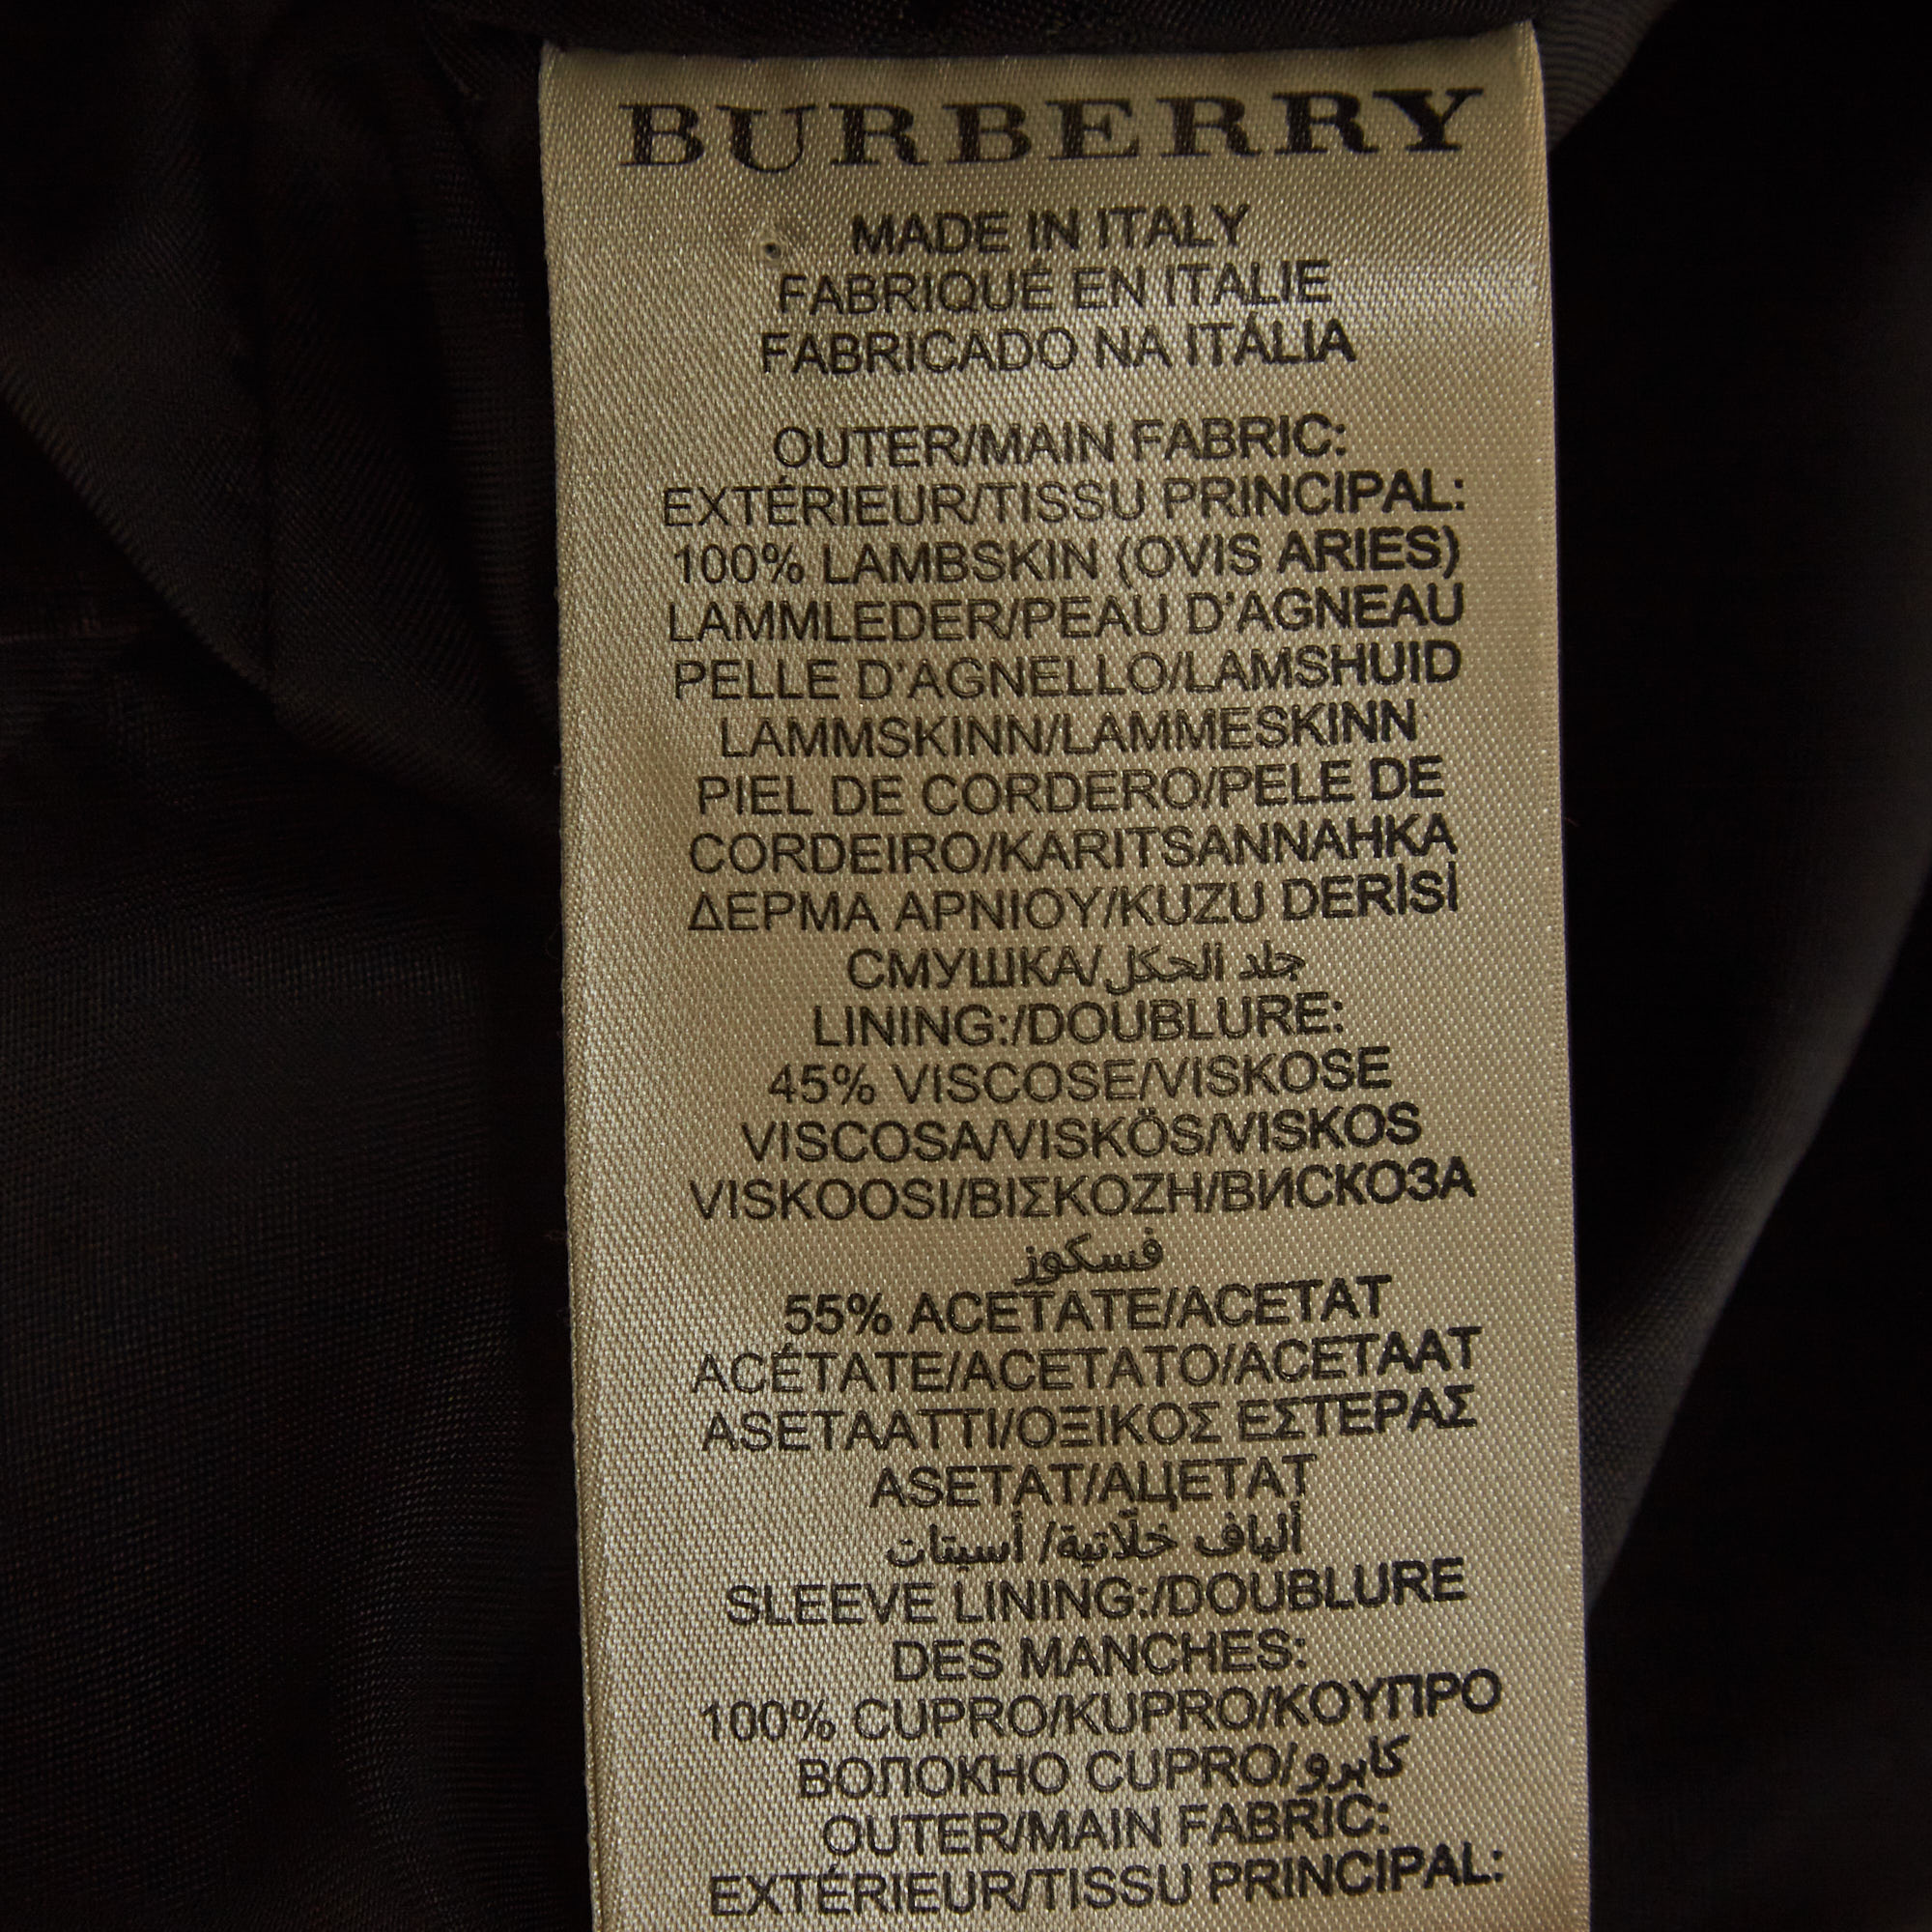 BURBERRY
MADE IN ITALY
FABRIQUÉ EN ITALIE
FABRICADO NA ITÁLIA
OUTER/MAIN FABRIC:
EXTÉRIEUR/TISSU PRINCIPAL:
100% LAMBSKIN (OVIS ARIES)
LAMMLEDER/PEAU D'AGNEAU
PELLE D'AGNELLO/LAMSHUID
LAMMSKINN/LAMMESKINN
PIEL DE CORDERO/PELE DE
CORDEIRO/KARITSANNAHKA
ΔΕΡΜΑ ΑΡΝΙΟΥ/KUZU DERİSİ
СМУШКА/جلد الحكل
LINING:/DOUBLURE:
45% VISCOSE/VISKOSE
VISCOSA/VISKÖS/VISKOS
VISKOOSI/ΒΙΣΚΟΖΗ/ВИСКОЗА
فسكوز
55% ACETATE/ACETAT
ACÉTATE/ACETATO/ACETAAT
ASETAATTI/ΟΞΙΚΟΣ ΕΣΤΕΡΑΣ
ASETAT/АЦЕТАТ
ألياف خلّاتية/ أسيتات
SLEEVE LINING:/DOUBLURE
DES MANCHES:
100% CUPRO/KUPRO/ΚΟΥΠΡΟ
ВОЛОКНО CUPRO/كابرو
OUTER/MAIN FABRIC:
EXTÉRIEUR/TISSU PRINCIPAL: